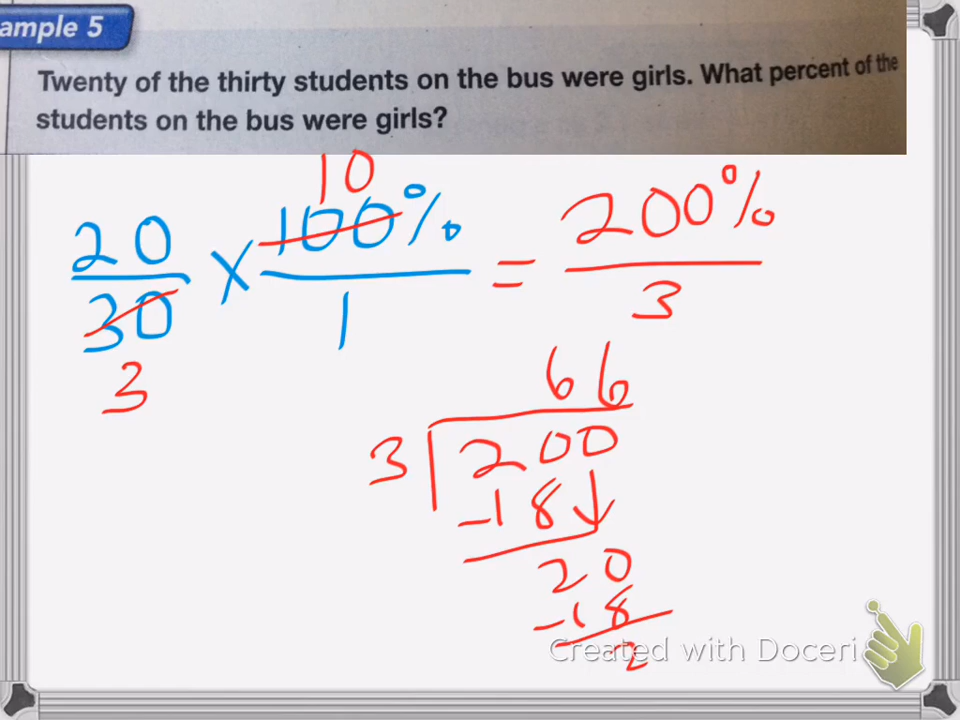 ample 5
Twenty of the thirty students on the bus were girls. What percent of the
students on the bus were girls?
10
20 100% 200%
— × — = —
30 1 3
3
66
3 200
-18↓
20
-18
2
Created with Doceri